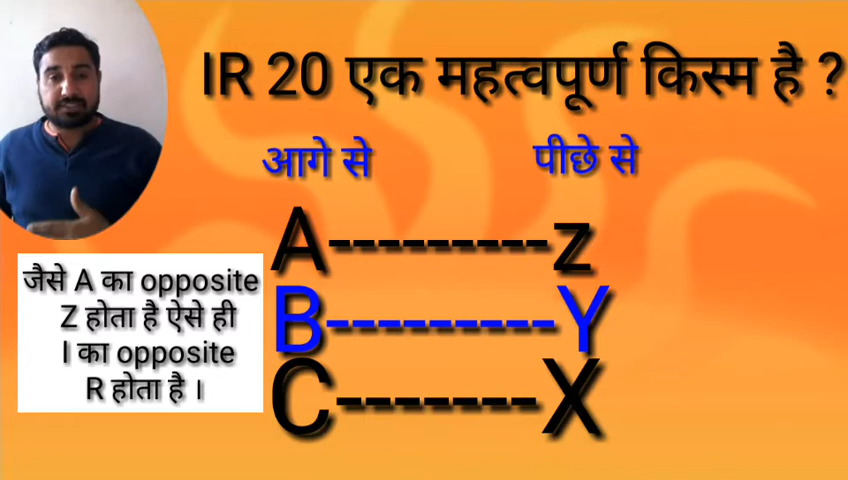 IR 20 एक महत्वपूर्ण किस्म है ?
आगे से पीछे से
A---------z
B---------Y
C-------X
जैसे A का opposite
Z होता है ऐसे ही
I का opposite
R होता है ।